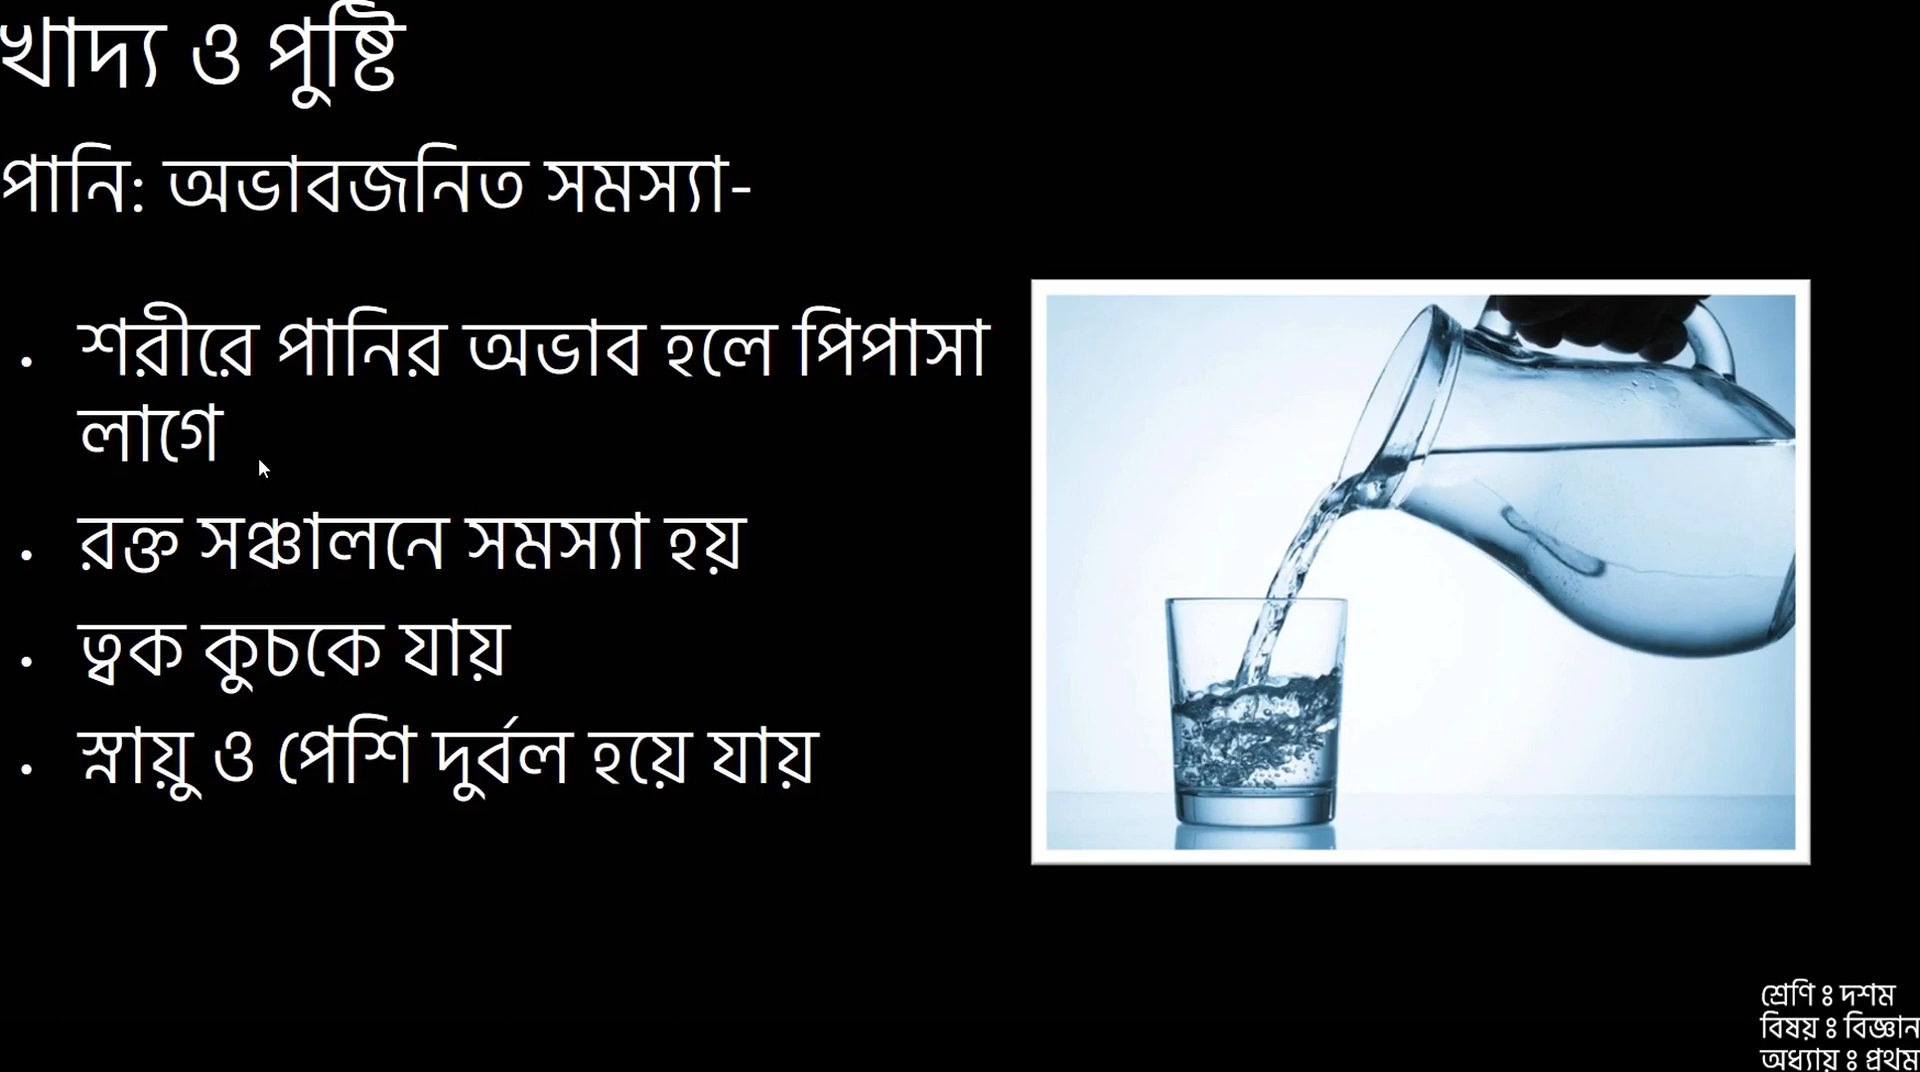 খাদ্য ও পুষ্টি
পানি: অভাবজনিত সমস্যা-
• শরীরে পানির অভাব হলে পিপাসা
লাগে
• রক্ত সঞ্চালনে সমস্যা হয়
• ত্বক কুচকে যায়
• স্নায়ু ও পেশি দুর্বল হয়ে যায়
শ্রেণি ঃ দশম
বিষয় ঃ বিজ্ঞান
অধ্যায় ঃ প্রথম